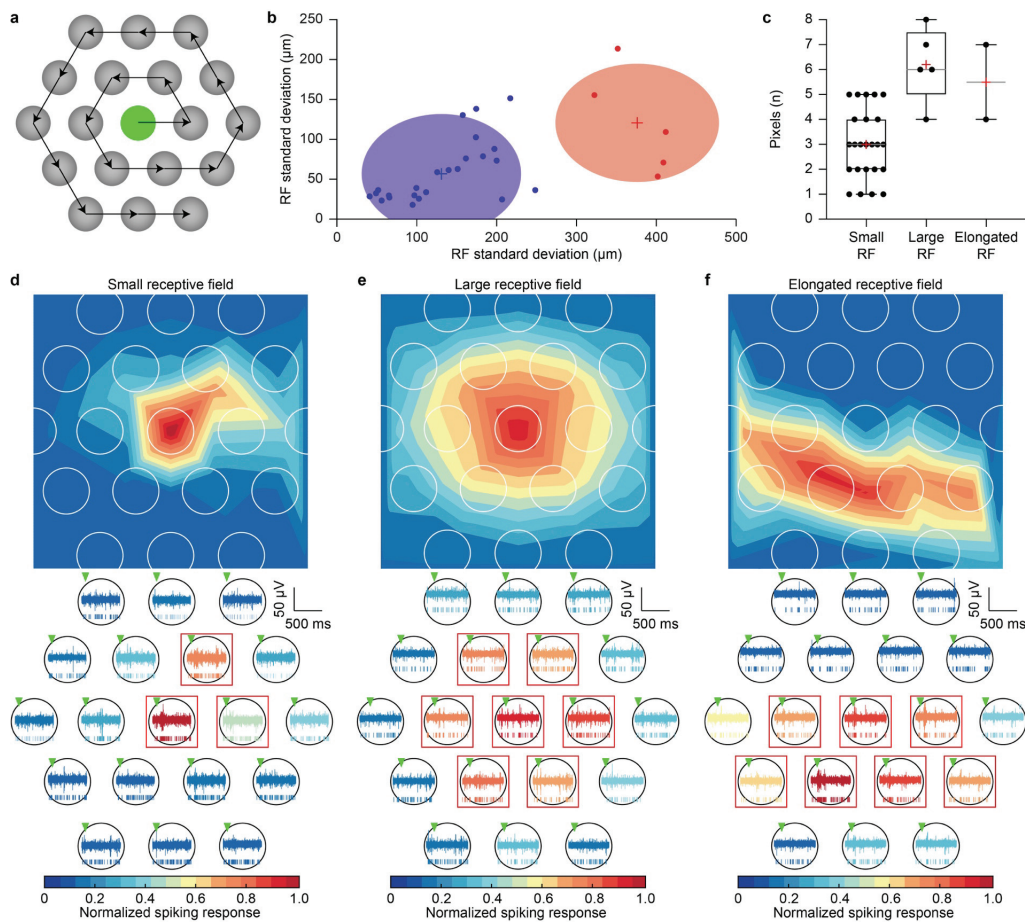 a
b
RF standard deviation (µm)
250
200
150
100
50
0
0 100 200 300 400 500
RF standard deviation (µm)
c
Pixels (n)
8
7
6
5
4
3
2
1
0
Small RF
Large RF
Elongated RF
d Small receptive field
e Large receptive field
f Elongated receptive field
50 µV
500 ms
50 µV
500 ms
50 µV
500 ms
0 0.2 0.4 0.6 0.8 1.0
Normalized spiking response
0 0.2 0.4 0.6 0.8 1.0
Normalized spiking response
0 0.2 0.4 0.6 0.8 1.0
Normalized spiking response